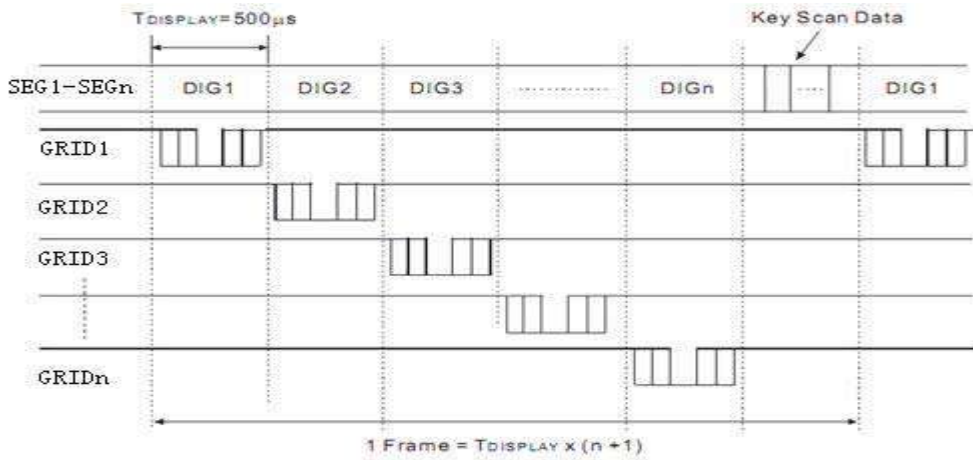 TDISPLAY=500µs
Key Scan Data
SEG1-SEGn DIG1 DIG2 DIG3 ............ DIGn .... DIG1
GRID1
GRID2
GRID3
GRIDn
1 Frame = TDISPLAY x (n +1)